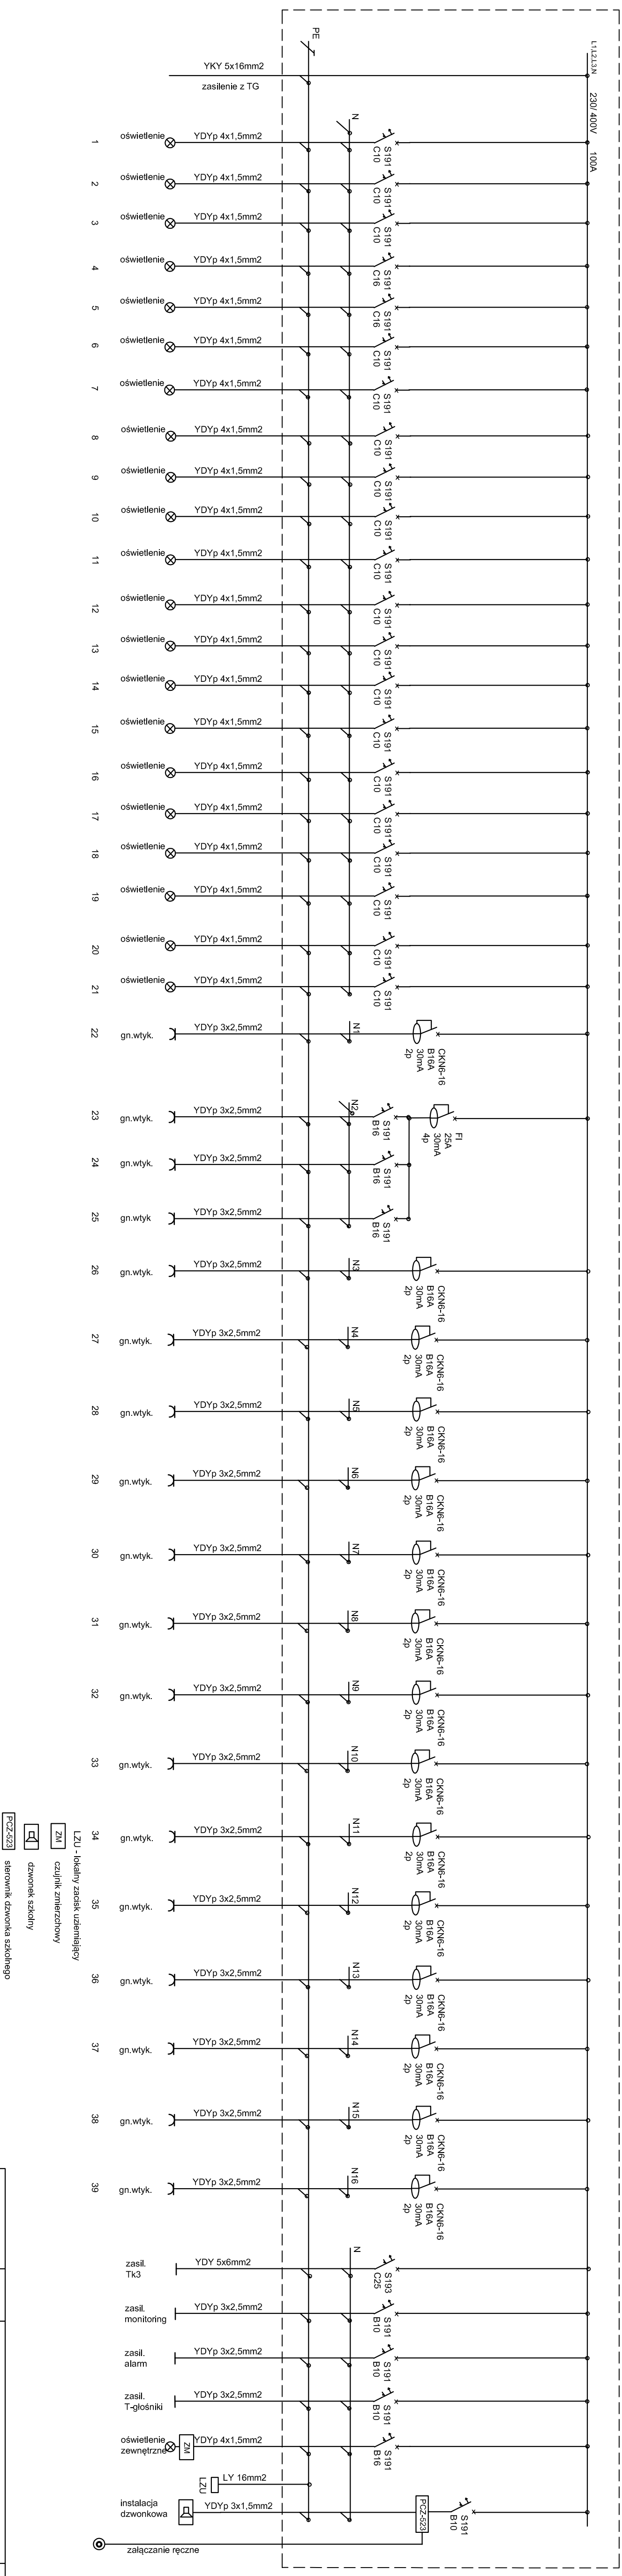 PE
L1,L2,L3,N
230/ 400V
100A
YKY 5x16mm2
zasilenie z TG
N
1
oświetlenie
YDYp 4x1,5mm2
S191
C10
2
oświetlenie
YDYp 4x1,5mm2
S191
C10
3
oświetlenie
YDYp 4x1,5mm2
S191
C10
4
oświetlenie
YDYp 4x1,5mm2
S191
C16
5
oświetlenie
YDYp 4x1,5mm2
S191
C16
6
oświetlenie
YDYp 4x1,5mm2
S191
C10
7
oświetlenie
YDYp 4x1,5mm2
S191
C10
8
oświetlenie
YDYp 4x1,5mm2
S191
C10
9
oświetlenie
YDYp 4x1,5mm2
S191
C10
10
oświetlenie
YDYp 4x1,5mm2
S191
C10
11
oświetlenie
YDYp 4x1,5mm2
S191
C10
12
oświetlenie
YDYp 4x1,5mm2
S191
C10
13
oświetlenie
YDYp 4x1,5mm2
S191
C10
14
oświetlenie
YDYp 4x1,5mm2
S191
C10
15
oświetlenie
YDYp 4x1,5mm2
S191
C10
16
oświetlenie
YDYp 4x1,5mm2
S191
C10
17
oświetlenie
YDYp 4x1,5mm2
S191
C10
18
oświetlenie
YDYp 4x1,5mm2
S191
C10
19
oświetlenie
YDYp 4x1,5mm2
S191
C10
20
oświetlenie
YDYp 4x1,5mm2
S191
C10
21
oświetlenie
YDYp 4x1,5mm2
S191
C10
22
gn.wtyk.
YDYp 3x2,5mm2
N1
CKN6-16
B16A
30mA
2p
23
gn.wtyk.
YDYp 3x2,5mm2
N2
S191
B16
FI
25A
30mA
4p
24
gn.wtyk.
YDYp 3x2,5mm2
S191
B16
25
gn.wtyk
YDYp 3x2,5mm2
S191
B16
26
gn.wtyk.
YDYp 3x2,5mm2
N3
CKN6-16
B16A
30mA
2p
27
gn.wtyk.
YDYp 3x2,5mm2
N4
CKN6-16
B16A
30mA
2p
28
gn.wtyk.
YDYp 3x2,5mm2
N5
CKN6-16
B16A
30mA
2p
29
gn.wtyk.
YDYp 3x2,5mm2
N6
CKN6-16
B16A
30mA
2p
30
gn.wtyk.
YDYp 3x2,5mm2
N7
CKN6-16
B16A
30mA
2p
31
gn.wtyk.
YDYp 3x2,5mm2
N8
CKN6-16
B16A
30mA
2p
32
gn.wtyk.
YDYp 3x2,5mm2
N9
CKN6-16
B16A
30mA
2p
33
gn.wtyk.
YDYp 3x2,5mm2
N10
CKN6-16
B16A
30mA
2p
34
gn.wtyk.
YDYp 3x2,5mm2
N11
CKN6-16
B16A
30mA
2p
35
gn.wtyk.
YDYp 3x2,5mm2
N12
CKN6-16
B16A
30mA
2p
36
gn.wtyk.
YDYp 3x2,5mm2
N13
CKN6-16
B16A
30mA
2p
37
gn.wtyk.
YDYp 3x2,5mm2
N14
CKN6-16
B16A
30mA
2p
38
gn.wtyk.
YDYp 3x2,5mm2
N15
CKN6-16
B16A
30mA
2p
39
gn.wtyk.
YDYp 3x2,5mm2
N16
CKN6-16
B16A
30mA
2p
LZU - lokalny zacisk uziemiający
ZM
czujnik zmierzchowy
dzwonek szkolny
PCZ-523
sterownik dzwonka szkolnego
N
zasil.
Tk3
YDY 5x6mm2
S193
C25
zasil.
monitoring
YDYp 3x2,5mm2
S191
B10
zasil.
alarm
YDYp 3x2,5mm2
S191
B10
zasil.
T-głośniki
YDYp 3x2,5mm2
S191
B10
oświetlenie
zewnętrzne
ZM
YDYp 4x1,5mm2
S191
B16
LZU
LY 16mm2
instalacja
dzwonkowa
YDYp 3x1,5mm2
PCZ-523
S191
B10
załączanie ręczne